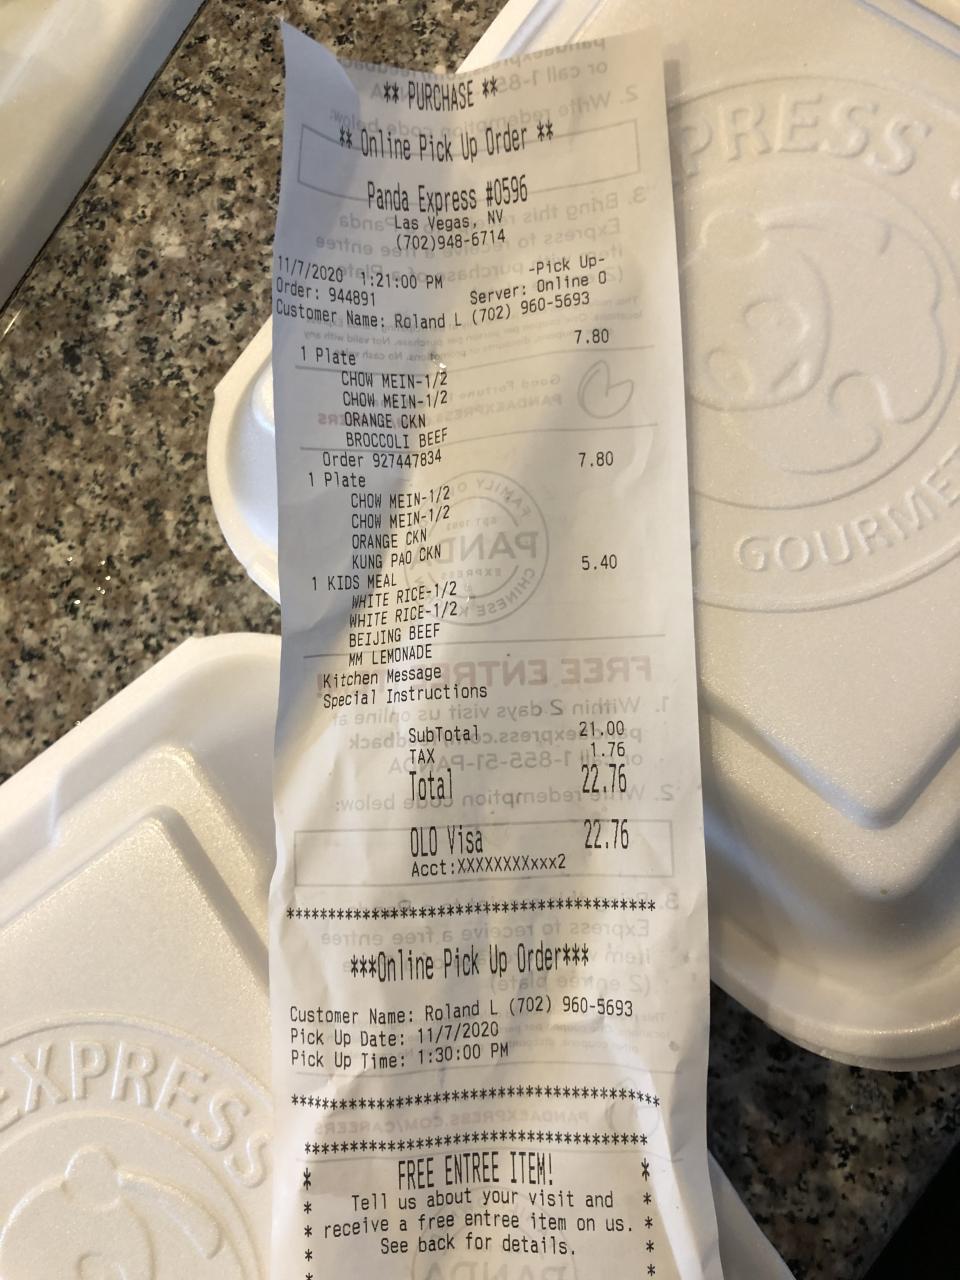 ** PURCHASE **
** Online Pick Up Order **
Panda Express #0596
Las Vegas, NV
(702)948-6714
11/7/2020 1:21:00 PM -Pick Up-
Order: 944891 Server: Online O
Customer Name: Roland L (702) 960-5693
1 Plate 7.80
CHOW MEIN-1/2
CHOW MEIN-1/2
ORANGE CKN
BROCCOLI BEEF
Order 927447834
1 Plate 7.80
CHOW MEIN-1/2
CHOW MEIN-1/2
ORANGE CKN
KUNG PAO CKN
1 KIDS MEAL 5.40
WHITE RICE-1/2
WHITE RICE-1/2
BEIJING BEEF
MM LEMONADE
Kitchen Message
Special Instructions
SubTotal 21.00
TAX 1.76
Total 22.76
OLO Visa 22.76
Acct:XXXXXXXXxxx2
****************************************
***Online Pick Up Order***
Customer Name: Roland L (702) 960-5693
Pick Up Date: 11/7/2020
Pick Up Time: 1:30:00 PM
****************************************
*************************************
* FREE ENTREE ITEM! *
* Tell us about your visit and *
* receive a free entree item on us. *
* See back for details. *
PRESS
GOURME
EXPRESS